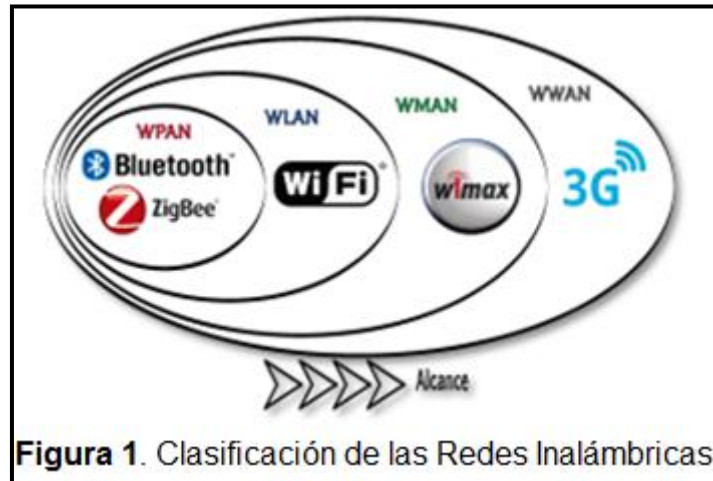 WPAN
Bluetooth
ZigBee
WLAN
WiFi
WMAN
wimax
WWAN
3G
Alcance
Figura 1. Clasificación de las Redes Inalámbricas